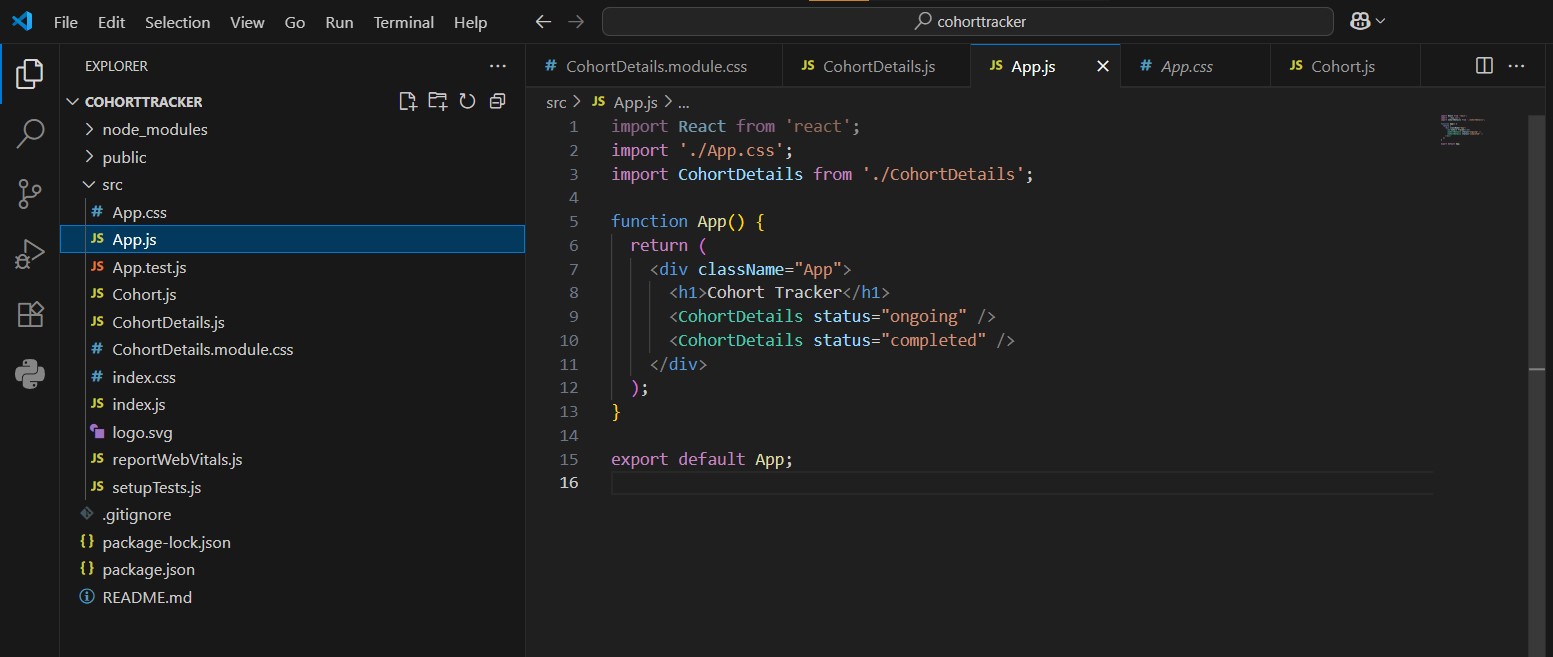 File Edit Selection View Go Run Terminal Help cohorttracker
EXPLORER
COHORTTRACKER
node_modules
public
src
# App.css
JS App.js
JS App.test.js
JS Cohort.js
JS CohortDetails.js
# CohortDetails.module.css
# index.css
JS index.js
logo.svg
JS reportWebVitals.js
JS setupTests.js
.gitignore
{} package-lock.json
{} package.json
README.md
# CohortDetails.module.css JS CohortDetails.js JS App.js # App.css JS Cohort.js
src > JS App.js > ...
1 import React from 'react';
2 import './App.css';
3 import CohortDetails from './CohortDetails';
4
5 function App() {
6 return (
7 <div className="App">
8 <h1>Cohort Tracker</h1>
9 <CohortDetails status="ongoing" />
10 <CohortDetails status="completed" />
11 </div>
12 );
13 }
14
15 export default App;
16